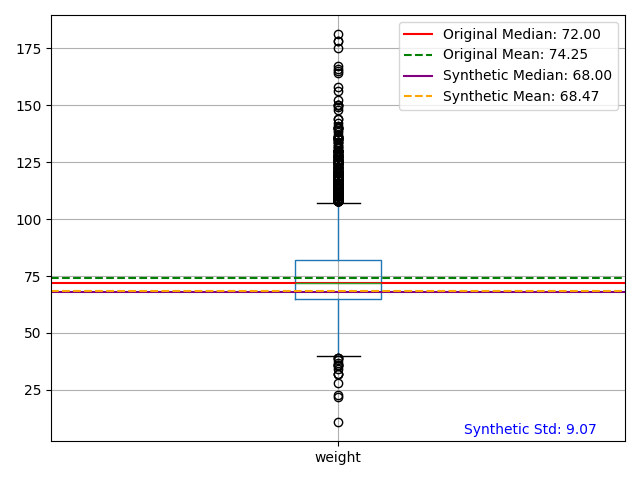 175
150
125
100
75
50
25
weight
Original Median: 72.00
Original Mean: 74.25
Synthetic Median: 68.00
Synthetic Mean: 68.47
Synthetic Std: 9.07